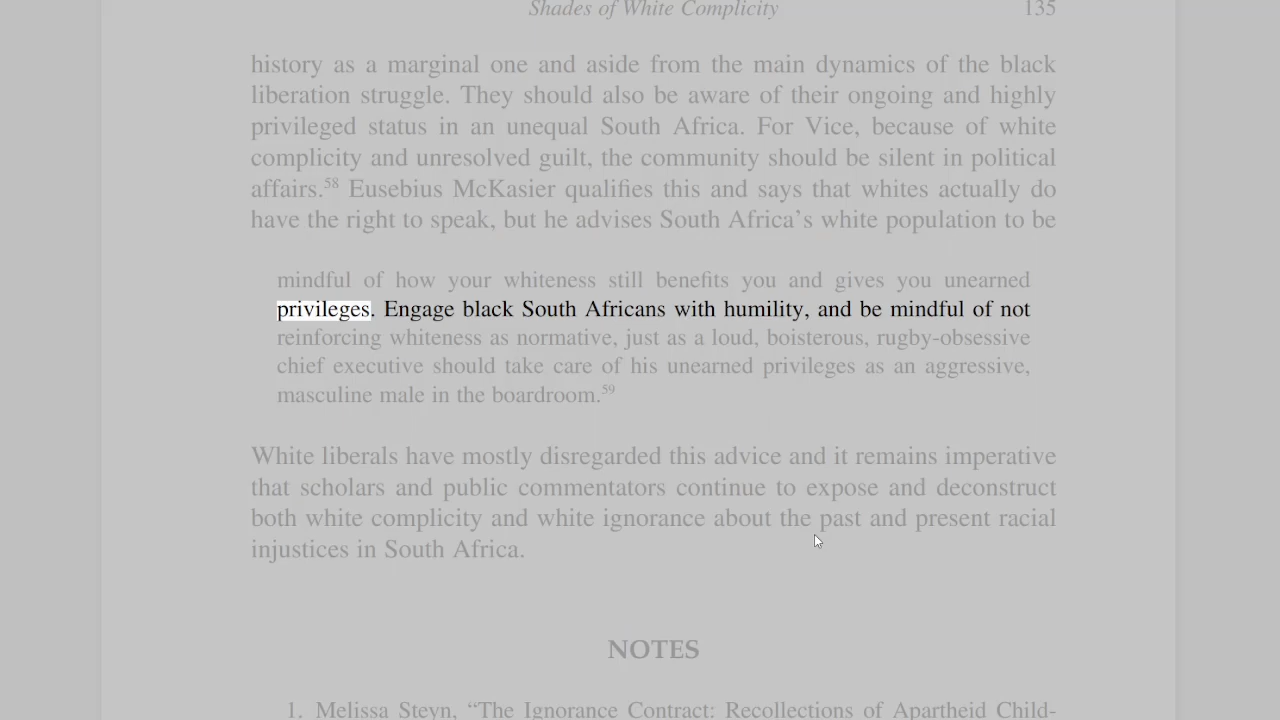 Shades of White Complicity 135
history as a marginal one and aside from the main dynamics of the black
liberation struggle. They should also be aware of their ongoing and highly
privileged status in an unequal South Africa. For Vice, because of white
complicity and unresolved guilt, the community should be silent in political
affairs.58 Eusebius McKasier qualifies this and says that whites actually do
have the right to speak, but he advises South Africa’s white population to be
mindful of how your whiteness still benefits you and gives you unearned
privileges. Engage black South Africans with humility, and be mindful of not
reinforcing whiteness as normative, just as a loud, boisterous, rugby-obsessive
chief executive should take care of his unearned privileges as an aggressive,
masculine male in the boardroom.59
White liberals have mostly disregarded this advice and it remains imperative
that scholars and public commentators continue to expose and deconstruct
both white complicity and white ignorance about the past and present racial
injustices in South Africa.
NOTES
1. Melissa Steyn, “The Ignorance Contract: Recollections of Apartheid Child-